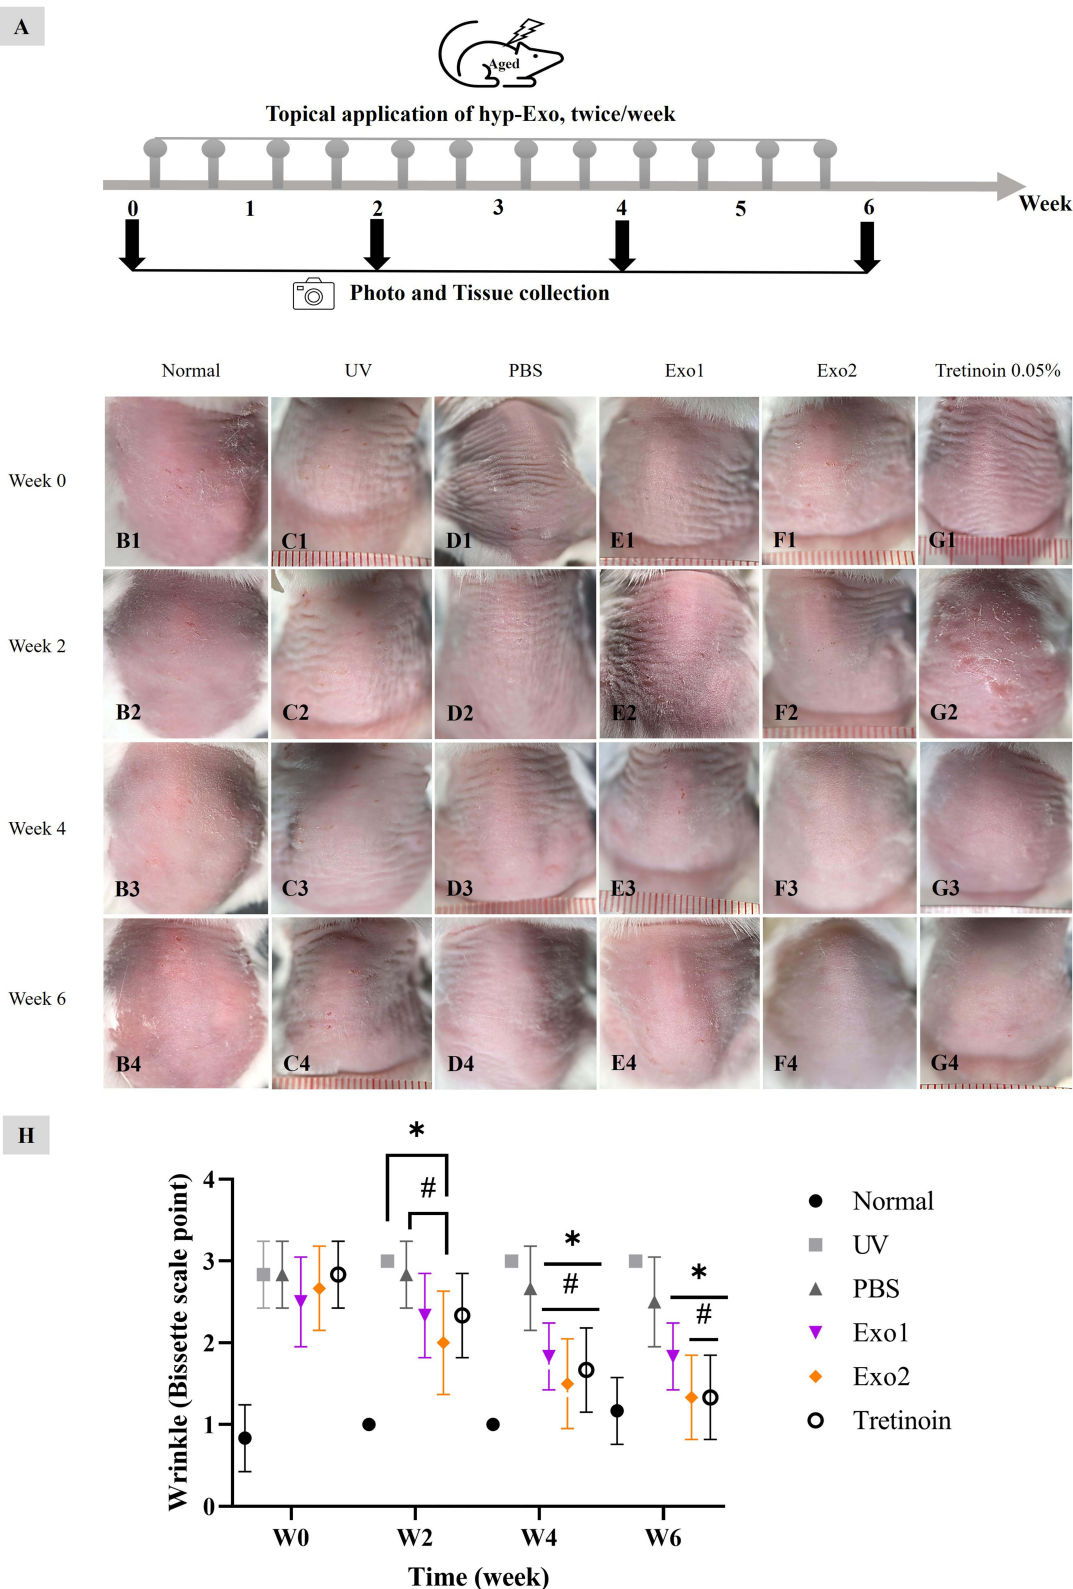 A
Aged
Topical application of hyp-Exo, twice/week
0 1 2 3 4 5 6 Week
Photo and Tissue collection
Normal UV PBS Exo1 Exo2 Tretinoin 0.05%
Week 0
B1 C1 D1 E1 F1 G1
Week 2
B2 C2 D2 E2 F2 G2
Week 4
B3 C3 D3 E3 F3 G3
Week 6
B4 C4 D4 E4 F4 G4
H
Wrinkle (Bissette scale point)
4
3
2
1
0
*
#
*
#
*
#
W0 W2 W4 W6
Time (week)
Normal
UV
PBS
Exo1
Exo2
Tretinoin